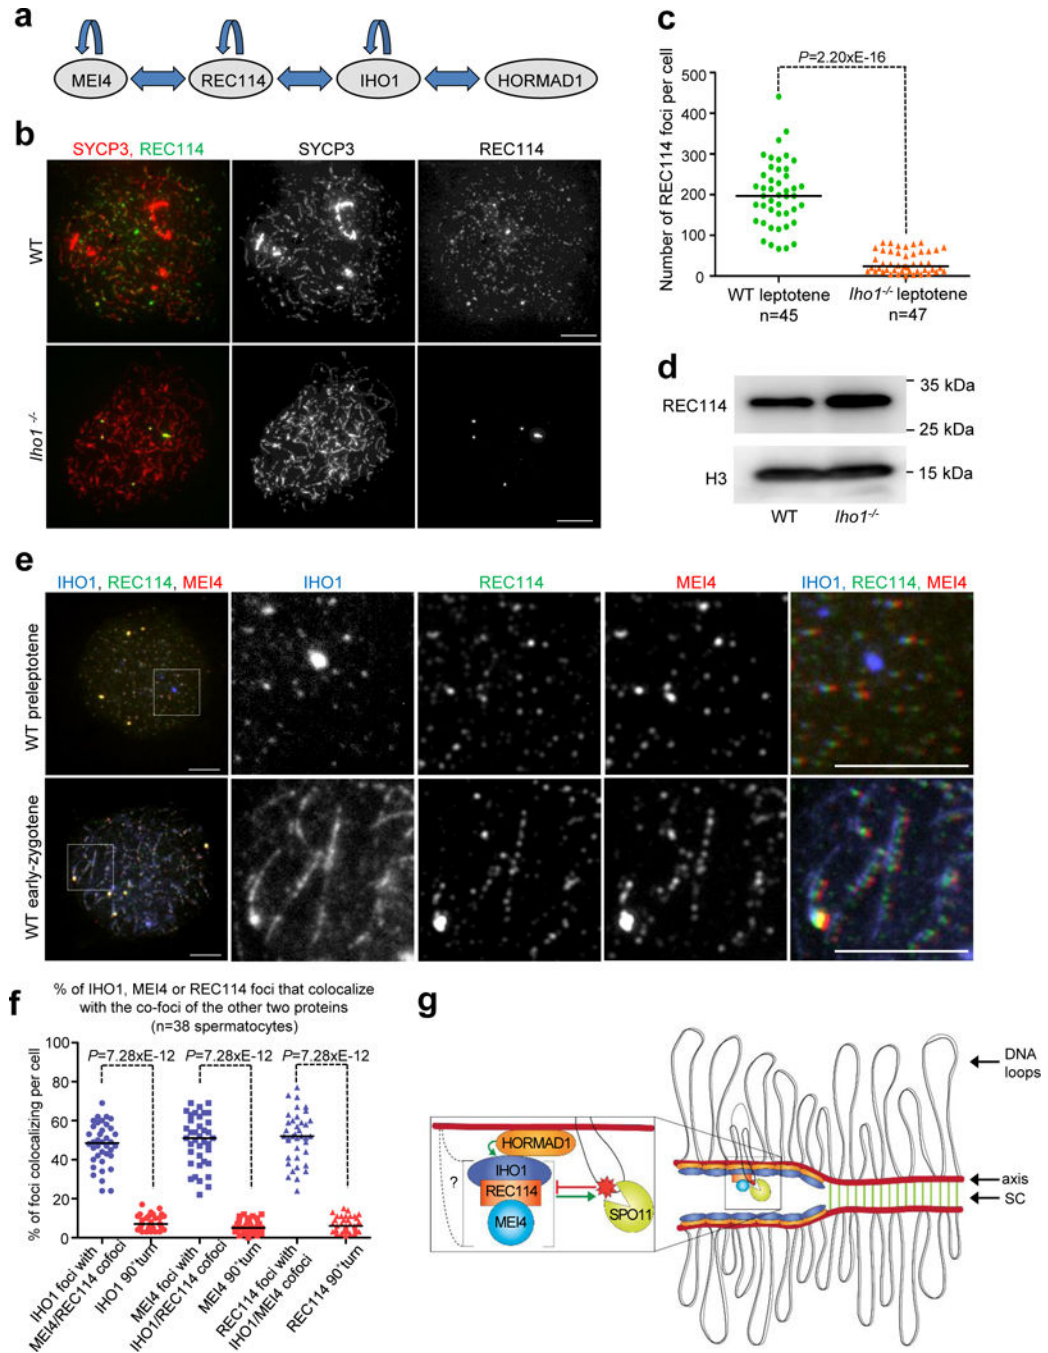 a
MEI4
REC114
IHO1
HORMAD1
b
SYCP3, REC114
SYCP3
REC114
WT
Iho1 -/-
c
P=2.20xE-16
Number of REC114 foci per cell
500
400
300
200
100
0
WT leptotene
n=45
Iho1-/- leptotene
n=47
d
REC114
35 kDa
25 kDa
H3
15 kDa
WT
Iho1-/-
e
IHO1, REC114, MEI4
IHO1
REC114
MEI4
IHO1, REC114, MEI4
WT preleptotene
WT early-zygotene
f
% of IHO1, MEI4 or REC114 foci that colocalize
with the co-foci of the other two proteins
(n=38 spermatocytes)
% of foci colocalizing per cell
100
80
60
40
20
0
P=7.28xE-12
P=7.28xE-12
P=7.28xE-12
IHO1 foci with
MEI4/REC114 cofoci
IHO1 90°turn
MEI4 foci with
IHO1/REC114 cofoci
MEI4 90°turn
REC114 foci with
IHO1/MEI4 cofoci
REC114 90°turn
g
DNA
loops
axis
SC
HORMAD1
IHO1
?
REC114
MEI4
SPO11